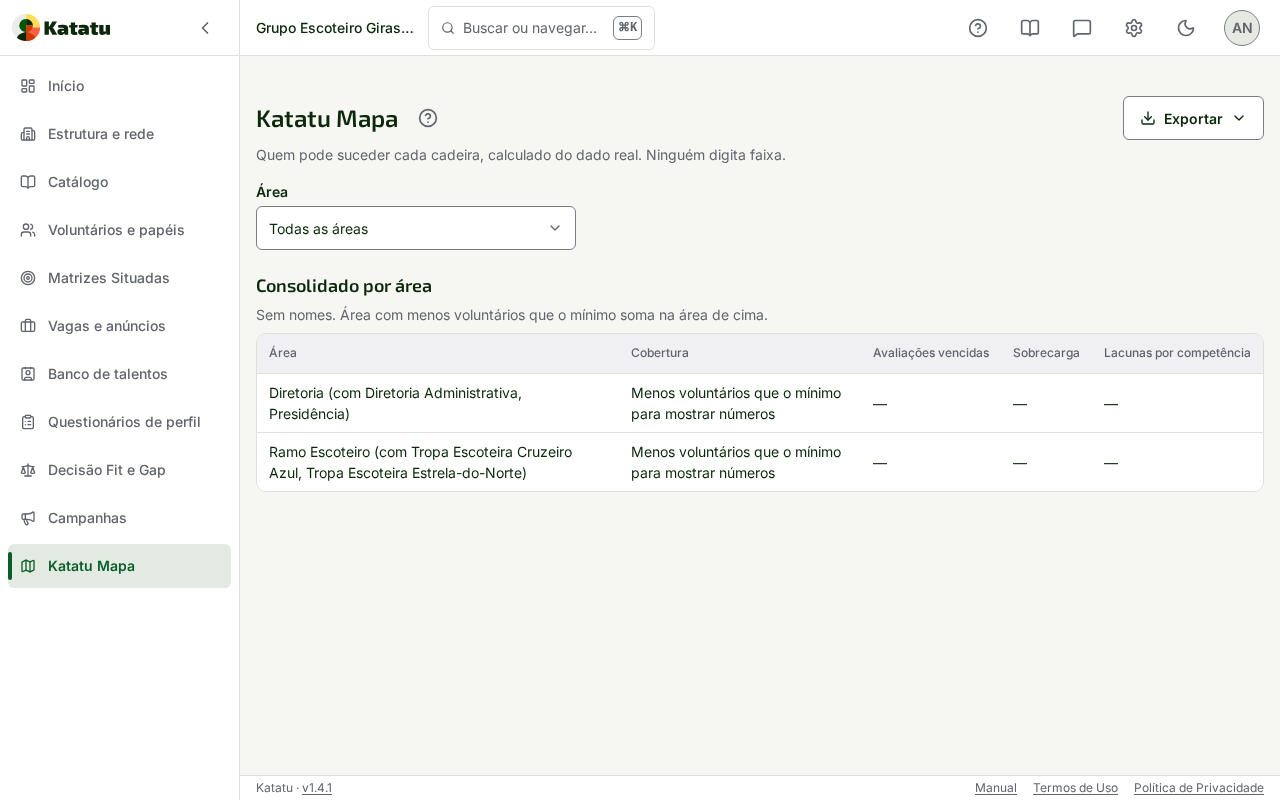 Katatu
Grupo Escoteiro Giras...
Buscar ou navegar...
⌘K
AN
Início
Estrutura e rede
Catálogo
Voluntários e papéis
Matrizes Situadas
Vagas e anúncios
Banco de talentos
Questionários de perfil
Decisão Fit e Gap
Campanhas
Katatu Mapa
Katatu Mapa
Exportar
Quem pode suceder cada cadeira, calculado do dado real. Ninguém digita faixa.
Área
Todas as áreas
Consolidado por área
Sem nomes. Área com menos voluntários que o mínimo soma na área de cima.
Área Cobertura Avaliações vencidas Sobrecarga Lacunas por competência
Diretoria (com Diretoria Administrativa,
Presidência)
Menos voluntários que o mínimo
para mostrar números
— — —
Ramo Escoteiro (com Tropa Escoteira Cruzeiro
Azul, Tropa Escoteira Estrela-do-Norte)
Menos voluntários que o mínimo
para mostrar números
— — —
Katatu · v1.4.1
Manual Termos de Uso Política de Privacidade